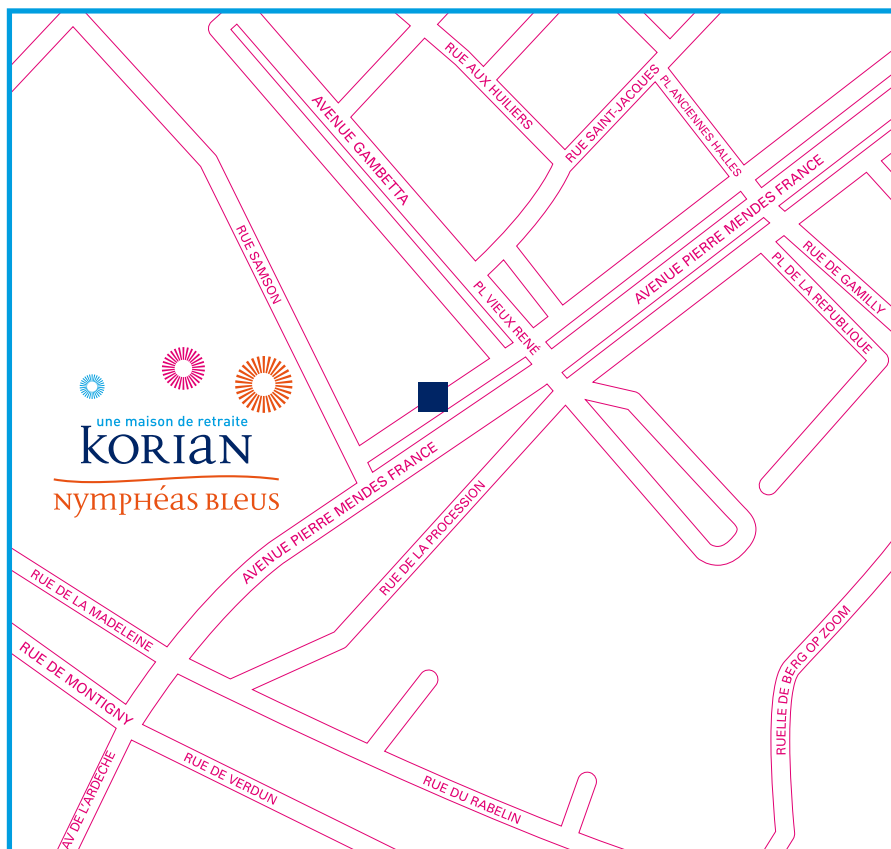 RUE AUX HUILIERS
RUE SAINT-JACQUES
PL ANCIENNES HALLES
AVENUE GAMBETTA
AVENUE PIERRE MENDES FRANCE
RUE SAMSON
PL VIEUX RENÉ
RUE DE GAMILLY
PL DE LA REPUBLIQUE
une maison de retraite
KORIAN
NYMPHÉAS BLEUS
AVENUE PIERRE MENDES FRANCE
RUE DE LA PROCESSION
RUE DE LA MADELEINE
RUE DE MONTIGNY
RUELLE DE BERG OP ZOOM
AV DE L'ARDECHE
RUE DE VERDUN
RUE DU RABELIN